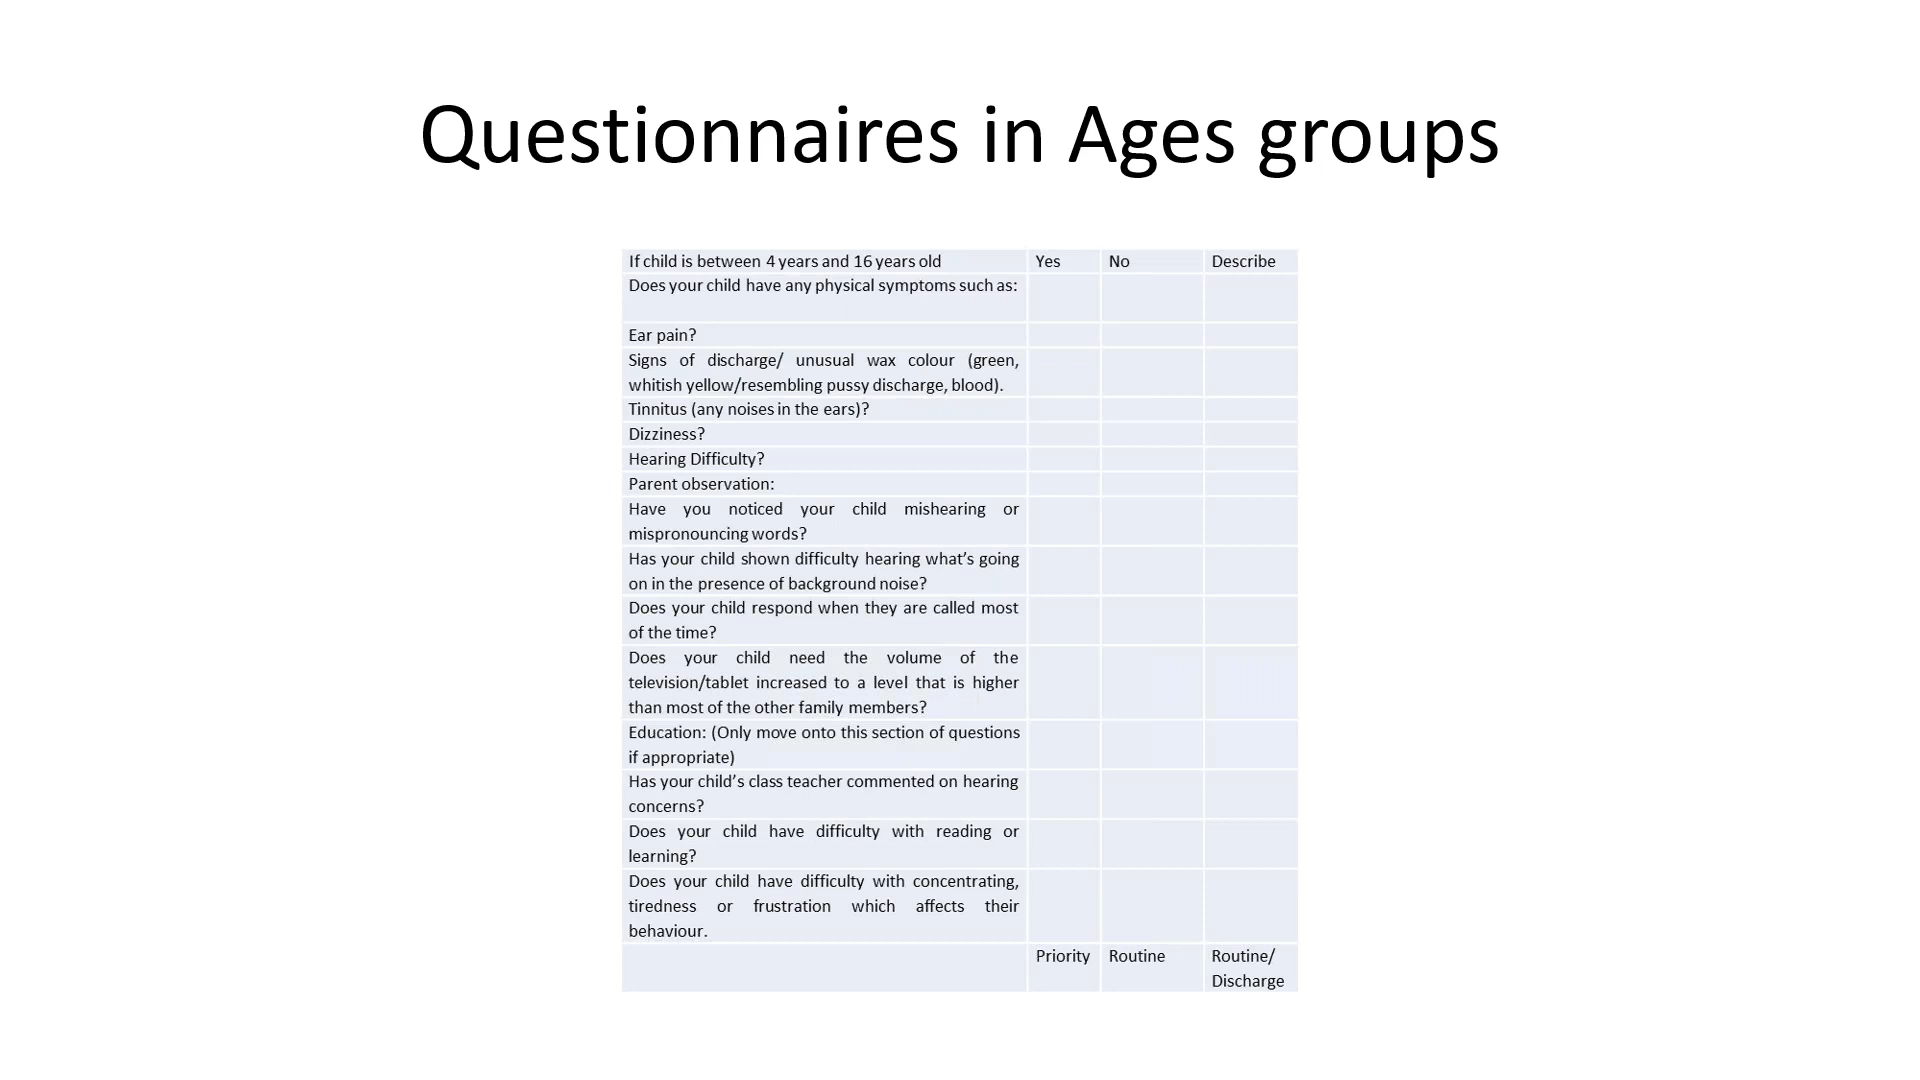 Questionnaires in Ages groups
If child is between 4 years and 16 years old Yes No Describe
Does your child have any physical symptoms such as:
Ear pain?
Signs of discharge/ unusual wax colour (green,
whitish yellow/resembling pussy discharge, blood).
Tinnitus (any noises in the ears)?
Dizziness?
Hearing Difficulty?
Parent observation:
Have you noticed your child mishearing or
mispronouncing words?
Has your child shown difficulty hearing what’s going
on in the presence of background noise?
Does your child respond when they are called most
of the time?
Does your child need the volume of the
television/tablet increased to a level that is higher
than most of the other family members?
Education: (Only move onto this section of questions
if appropriate)
Has your child’s class teacher commented on hearing
concerns?
Does your child have difficulty with reading or
learning?
Does your child have difficulty with concentrating,
tiredness or frustration which affects their
behaviour.
Priority Routine Routine/
Discharge